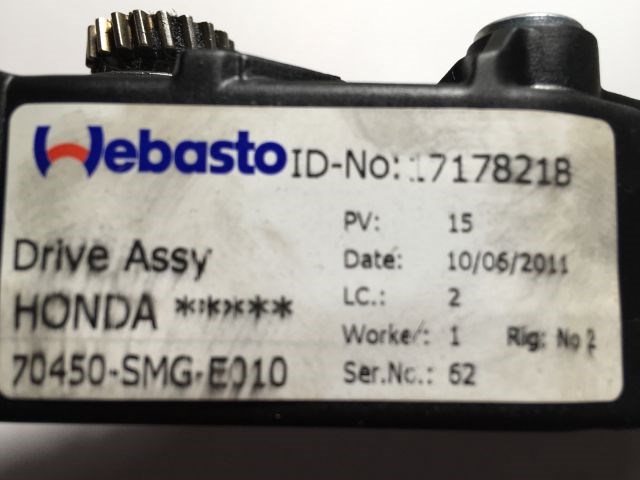 Webasto ID-No: 1717821B
PV: 15
Drive Assy Date: 10/06/2011
HONDA ***** LC.: 2
Worker: 1 Rig: No 2
70450-SMG-E010 Ser.No.: 62